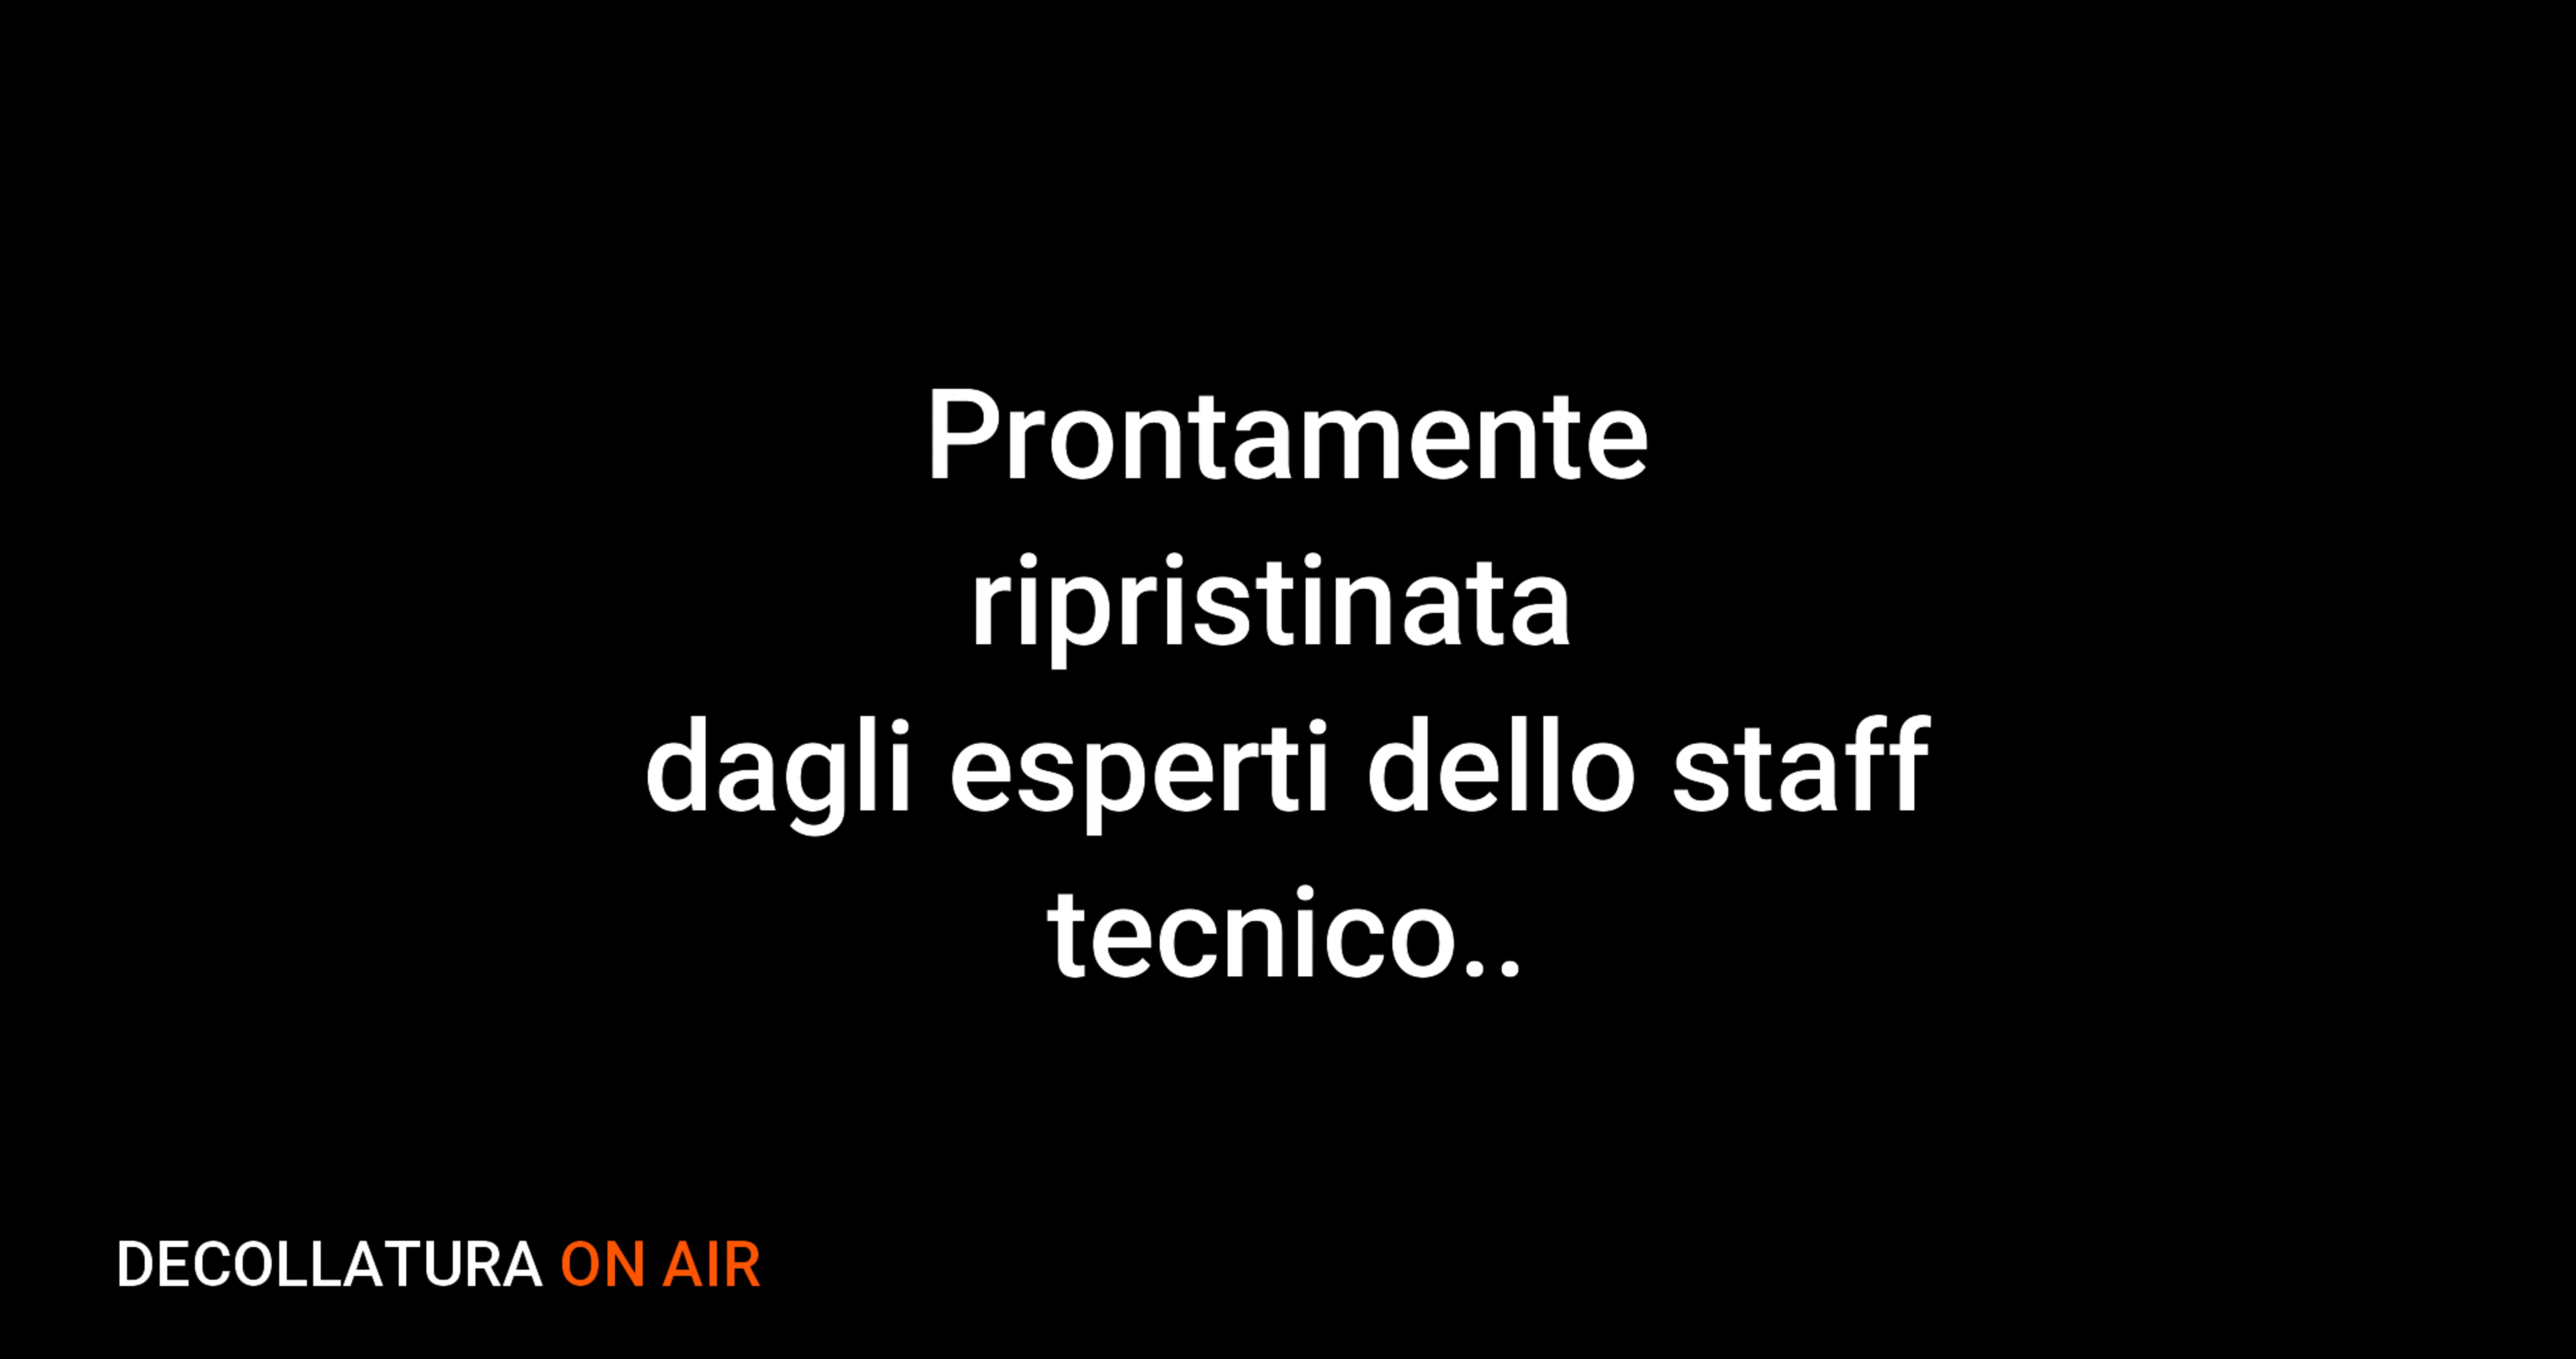 Prontamente
ripristinata
dagli esperti dello staff
tecnico..
DECOLLATURA ON AIR